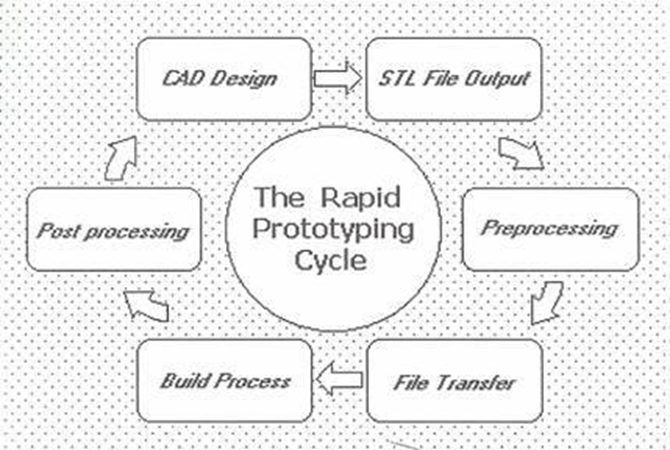 CAD Design
STL File Output
The Rapid
Prototyping
Cycle
Post processing
Preprocessing
Build Process
File Transfer